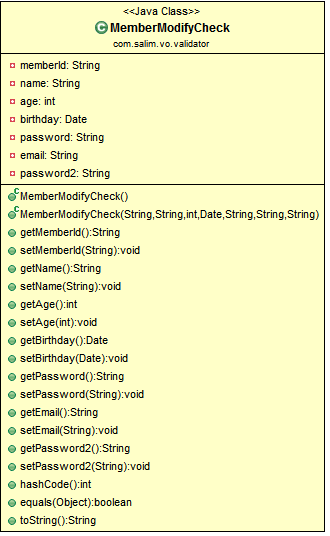 <<Java Class>>
MemberModifyCheck
com.salim.vo.validator
memberId: String
name: String
age: int
birthday: Date
password: String
email: String
password2: String
MemberModifyCheck()
MemberModifyCheck(String,String,int,Date,String,String,String)
getMemberId():String
setMemberId(String):void
getName():String
setName(String):void
getAge():int
setAge(int):void
getBirthday():Date
setBirthday(Date):void
getPassword():String
setPassword(String):void
getEmail():String
setEmail(String):void
getPassword2():String
setPassword2(String):void
hashCode():int
equals(Object):boolean
toString():String